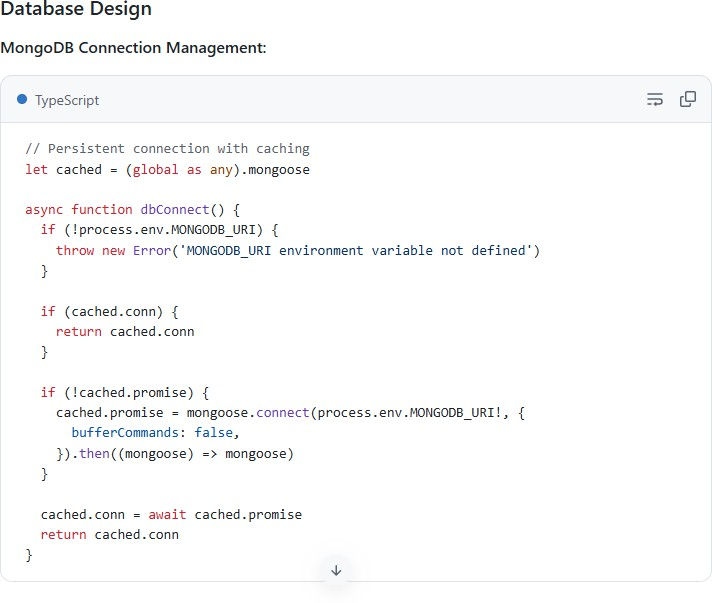 Database Design
MongoDB Connection Management:
TypeScript
// Persistent connection with caching
let cached = (global as any).mongoose
async function dbConnect() {
if (!process.env.MONGODB_URI) {
throw new Error('MONGODB_URI environment variable not defined')
}
if (cached.conn) {
return cached.conn
}
if (!cached.promise) {
cached.promise = mongoose.connect(process.env.MONGODB_URI!, {
bufferCommands: false,
}).then((mongoose) => mongoose)
}
cached.conn = await cached.promise
return cached.conn
}